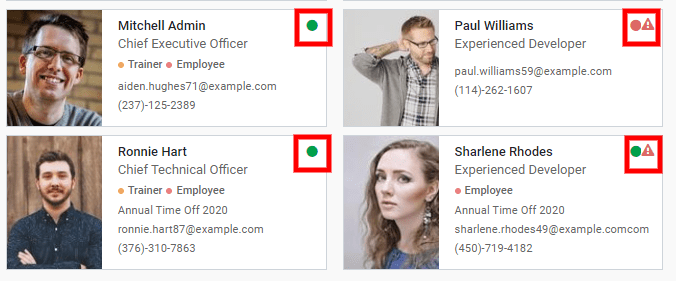 Mitchell Admin
Chief Executive Officer
Trainer Employee
aiden.hughes71@example.com
(237)-125-2389
Paul Williams
Experienced Developer
paul.williams59@example.com
(114)-262-1607
Ronnie Hart
Chief Technical Officer
Trainer Employee
Annual Time Off 2020
ronnie.hart87@example.com
(376)-310-7863
Sharlene Rhodes
Experienced Developer
Employee
Annual Time Off 2020
sharlene.rhodes49@example.comcom
(450)-719-4182